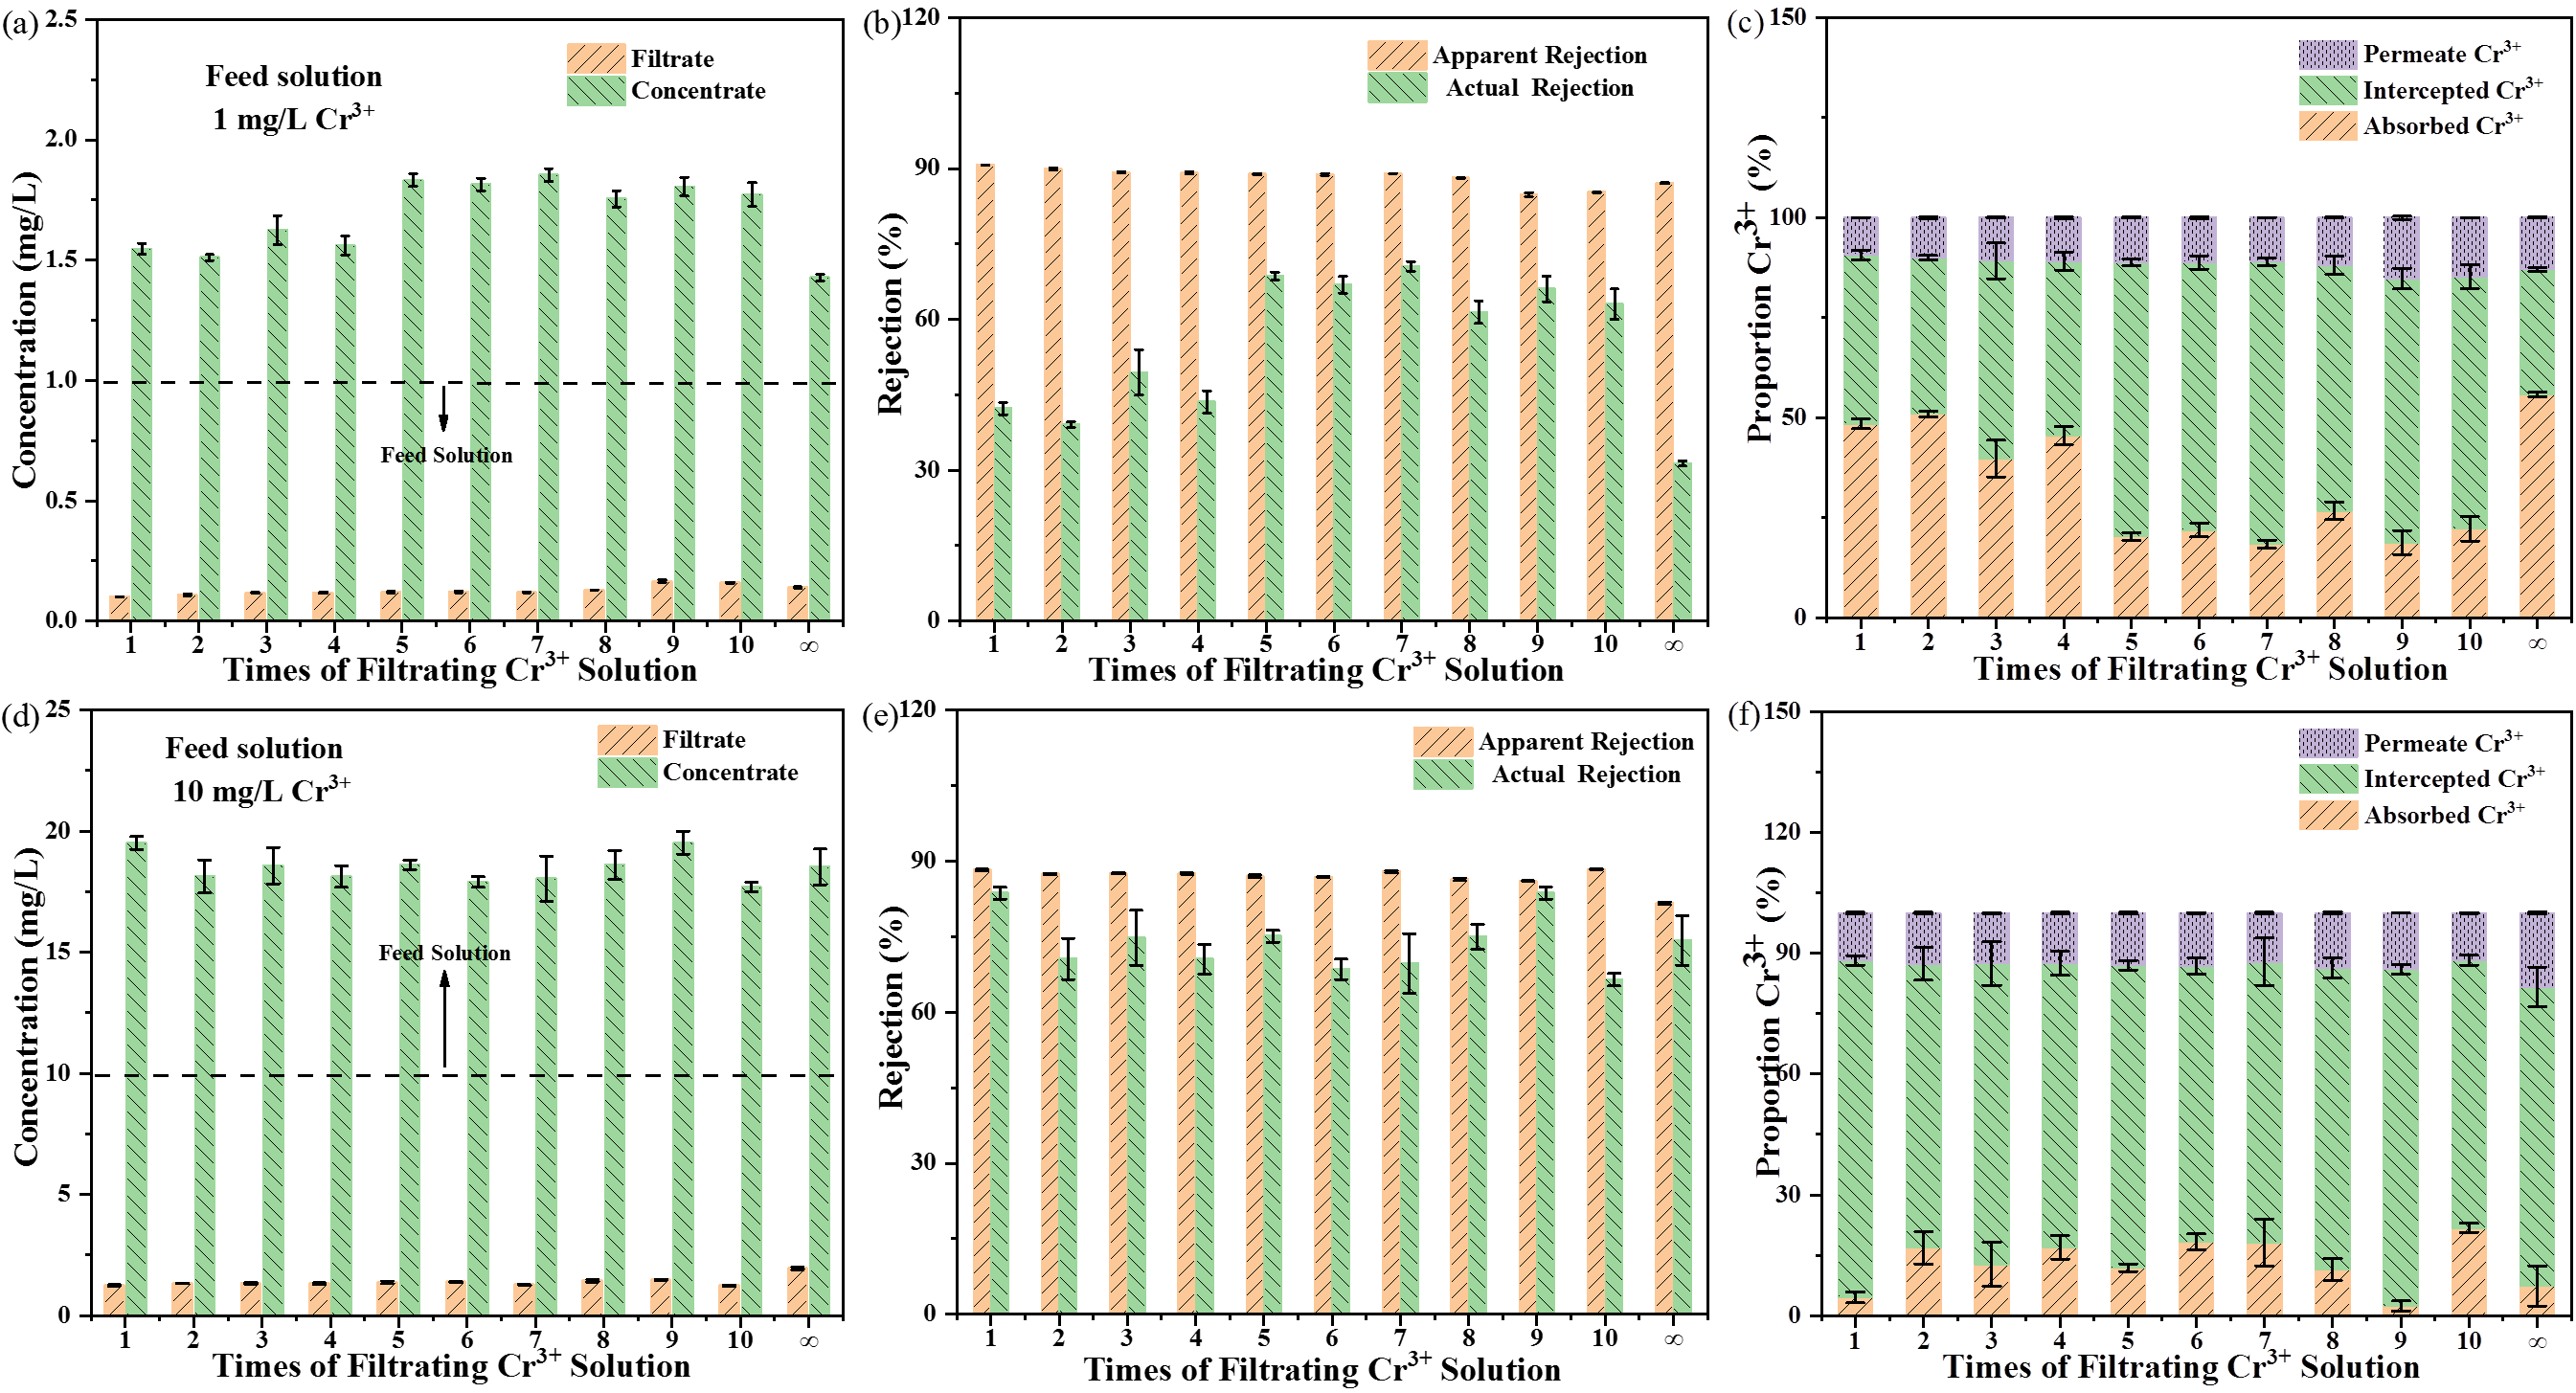 (a)
2.5
2.0
1.5
1.0
0.5
0.0
Concentration (mg/L)
Feed solution
1 mg/L Cr³⁺
Filtrate
Concentrate
Feed Solution
1 2 3 4 5 6 7 8 9 10 ∞
Times of Filtrating Cr³⁺ Solution
(b)
120
90
60
30
0
Rejection (%)
Apparent Rejection
Actual Rejection
1 2 3 4 5 6 7 8 9 10 ∞
Times of Filtrating Cr³⁺ Solution
(c)
150
100
50
0
Proportion Cr³⁺ (%)
Permeate Cr³⁺
Intercepted Cr³⁺
Absorbed Cr³⁺
1 2 3 4 5 6 7 8 9 10 ∞
Times of Filtrating Cr³⁺ Solution
(d)
25
20
15
10
5
0
Concentration (mg/L)
Feed solution
10 mg/L Cr³⁺
Filtrate
Concentrate
Feed Solution
1 2 3 4 5 6 7 8 9 10 ∞
Times of Filtrating Cr³⁺ Solution
(e)
120
90
60
30
0
Rejection (%)
Apparent Rejection
Actual Rejection
1 2 3 4 5 6 7 8 9 10 ∞
Times of Filtrating Cr³⁺ Solution
(f)
150
120
90
60
30
0
Proportion Cr³⁺ (%)
Permeate Cr³⁺
Intercepted Cr³⁺
Absorbed Cr³⁺
1 2 3 4 5 6 7 8 9 10 ∞
Times of Filtrating Cr³⁺ Solution